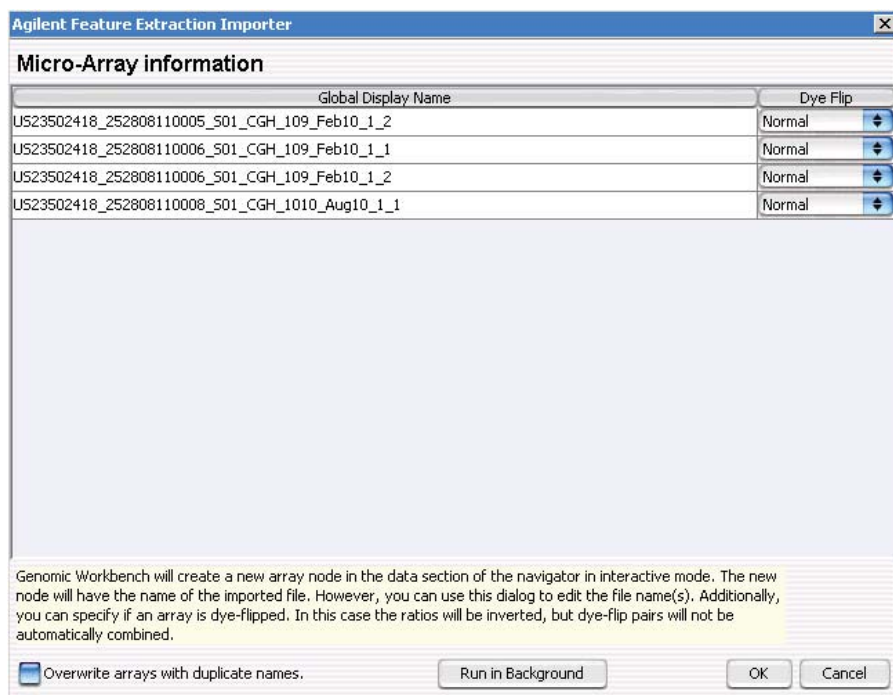 Agilent Feature Extraction Importer
Micro-Array information
Global Display Name Dye Flip
US23502418_252808110005_S01_CGH_109_Feb10_1_2 Normal
US23502418_252808110006_S01_CGH_109_Feb10_1_1 Normal
US23502418_252808110006_S01_CGH_109_Feb10_1_2 Normal
US23502418_252808110008_S01_CGH_1010_Aug10_1_1 Normal
Genomic Workbench will create a new array node in the data section of the navigator in interactive mode. The new
node will have the name of the imported file. However, you can use this dialog to edit the file name(s). Additionally,
you can specify if an array is dye-flipped. In this case the ratios will be inverted, but dye-flip pairs will not be
automatically combined.
Overwrite arrays with duplicate names. Run in Background OK Cancel